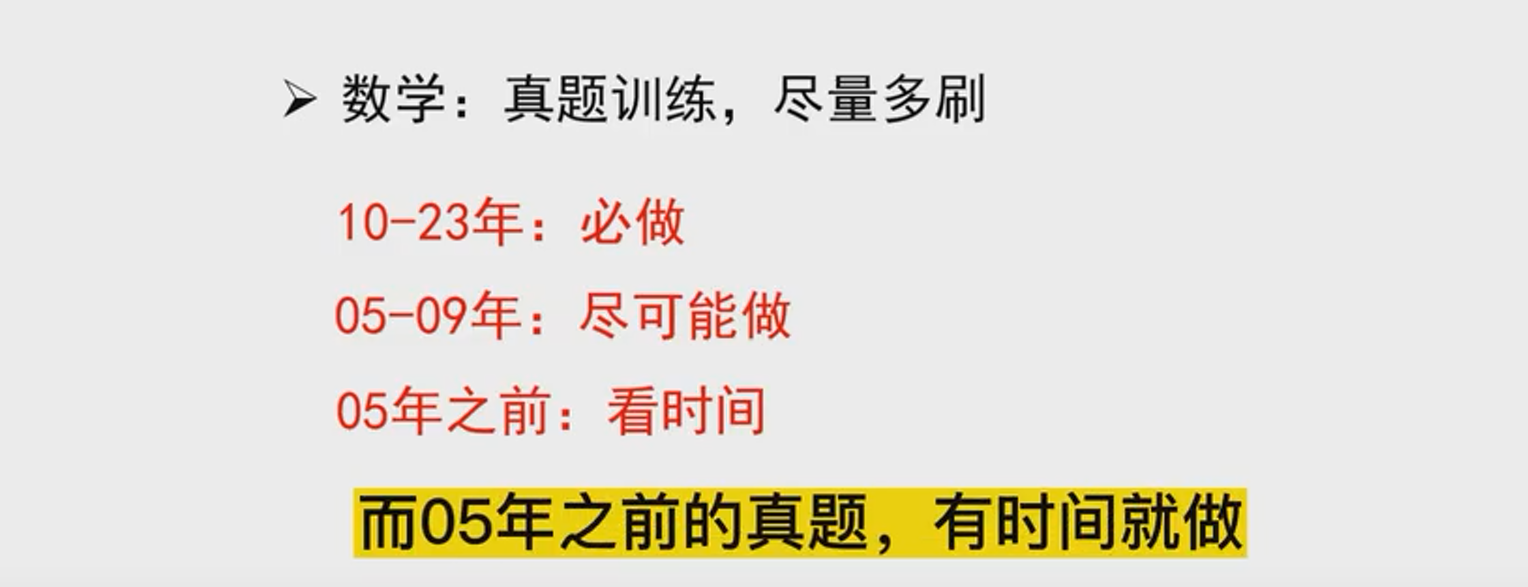 ➢ 数学：真题训练，尽量多刷
10-23年：必做
05-09年：尽可能做
05年之前：看时间
而05年之前的真题，有时间就做